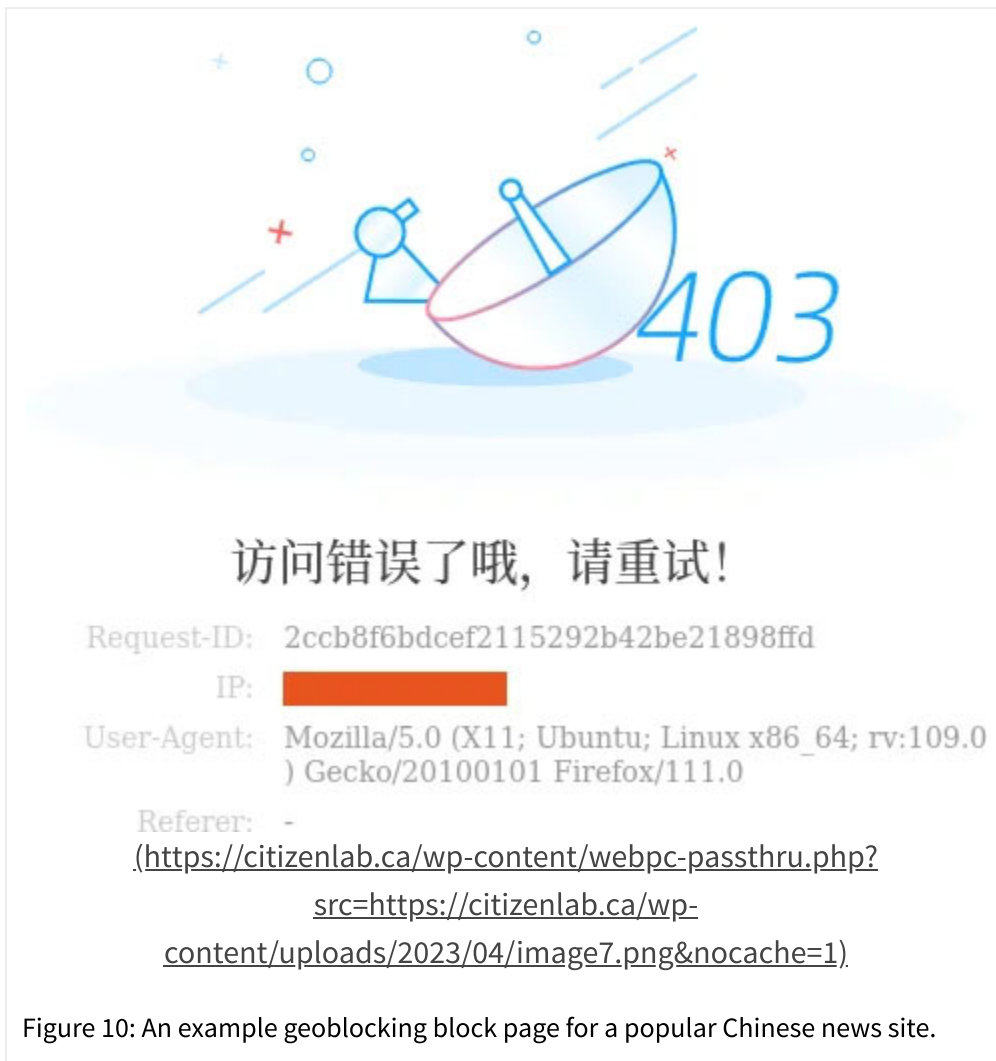 403
访问错误了哦，请重试！
Request-ID: 2ccb8f6bdcef2115292b42be21898ffd
IP:
User-Agent: Mozilla/5.0 (X11; Ubuntu; Linux x86_64; rv:109.0
) Gecko/20100101 Firefox/111.0
Referer: -
(https://citizenlab.ca/wp-content/webpc-passthru.php?
src=https://citizenlab.ca/wp-
content/uploads/2023/04/image7.png&nocache=1)
Figure 10: An example geoblocking block page for a popular Chinese news site.